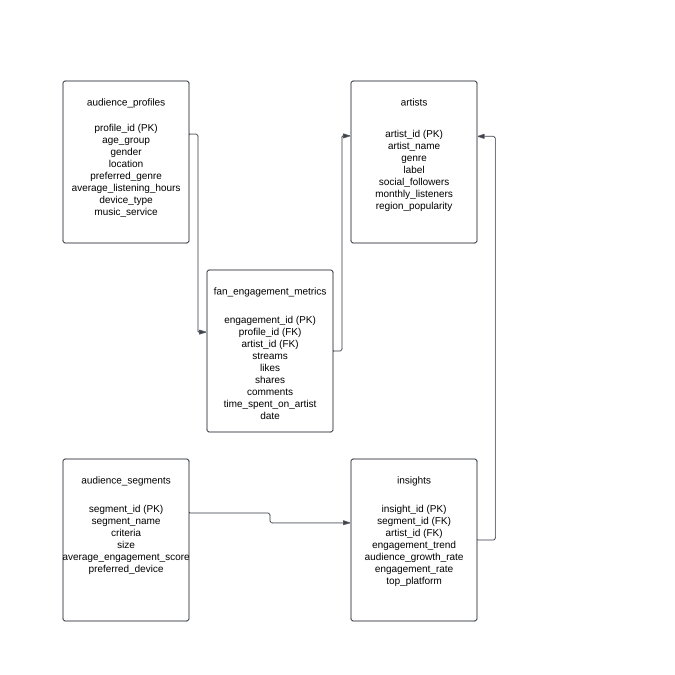 audience_profiles
profile_id (PK)
age_group
gender
location
preferred_genre
average_listening_hours
device_type
music_service
artists
artist_id (PK)
artist_name
genre
label
social_followers
monthly_listeners
region_popularity
fan_engagement_metrics
engagement_id (PK)
profile_id (FK)
artist_id (FK)
streams
likes
shares
comments
time_spent_on_artist
date
audience_segments
segment_id (PK)
segment_name
criteria
size
average_engagement_score
preferred_device
insights
insight_id (PK)
segment_id (FK)
artist_id (FK)
engagement_trend
audience_growth_rate
engagement_rate
top_platform